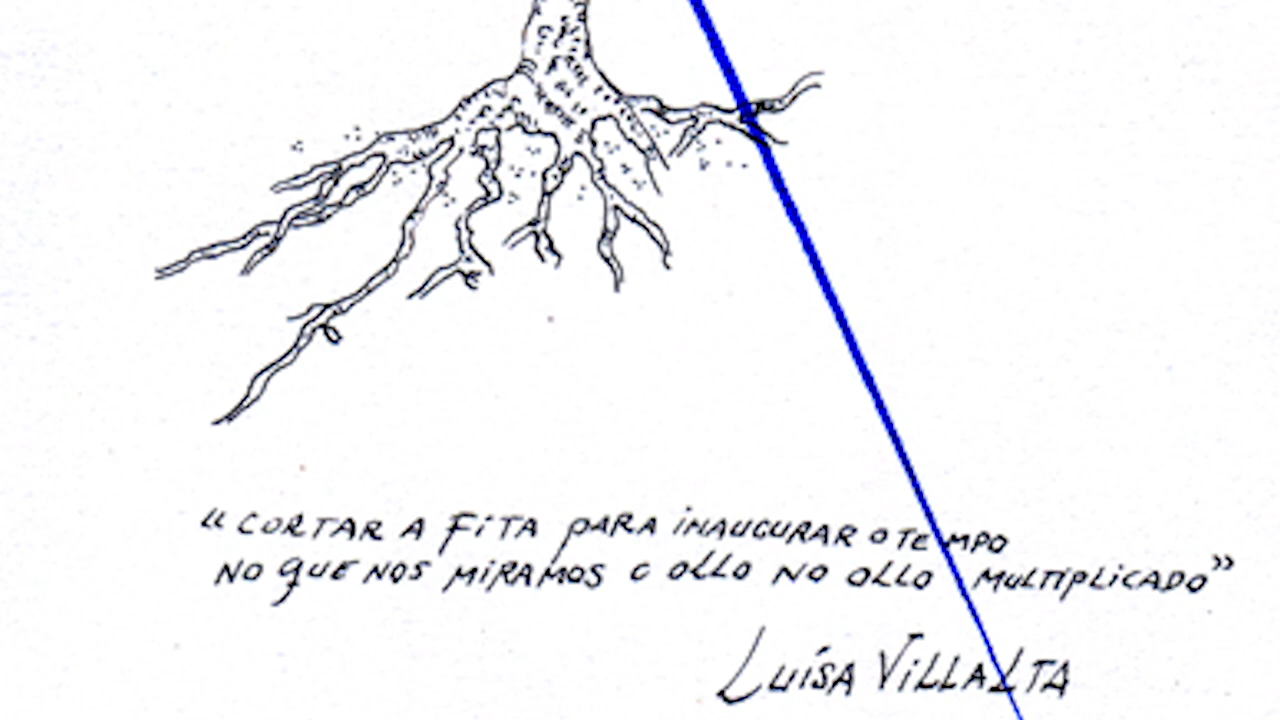 “CORTAR A FITA PARA INAUGURAR O TEMPO
NO QUE NOS MIRAMOS C OLLO NO OLLO MULTIPLICADO”
LUÍSA VILLALTA